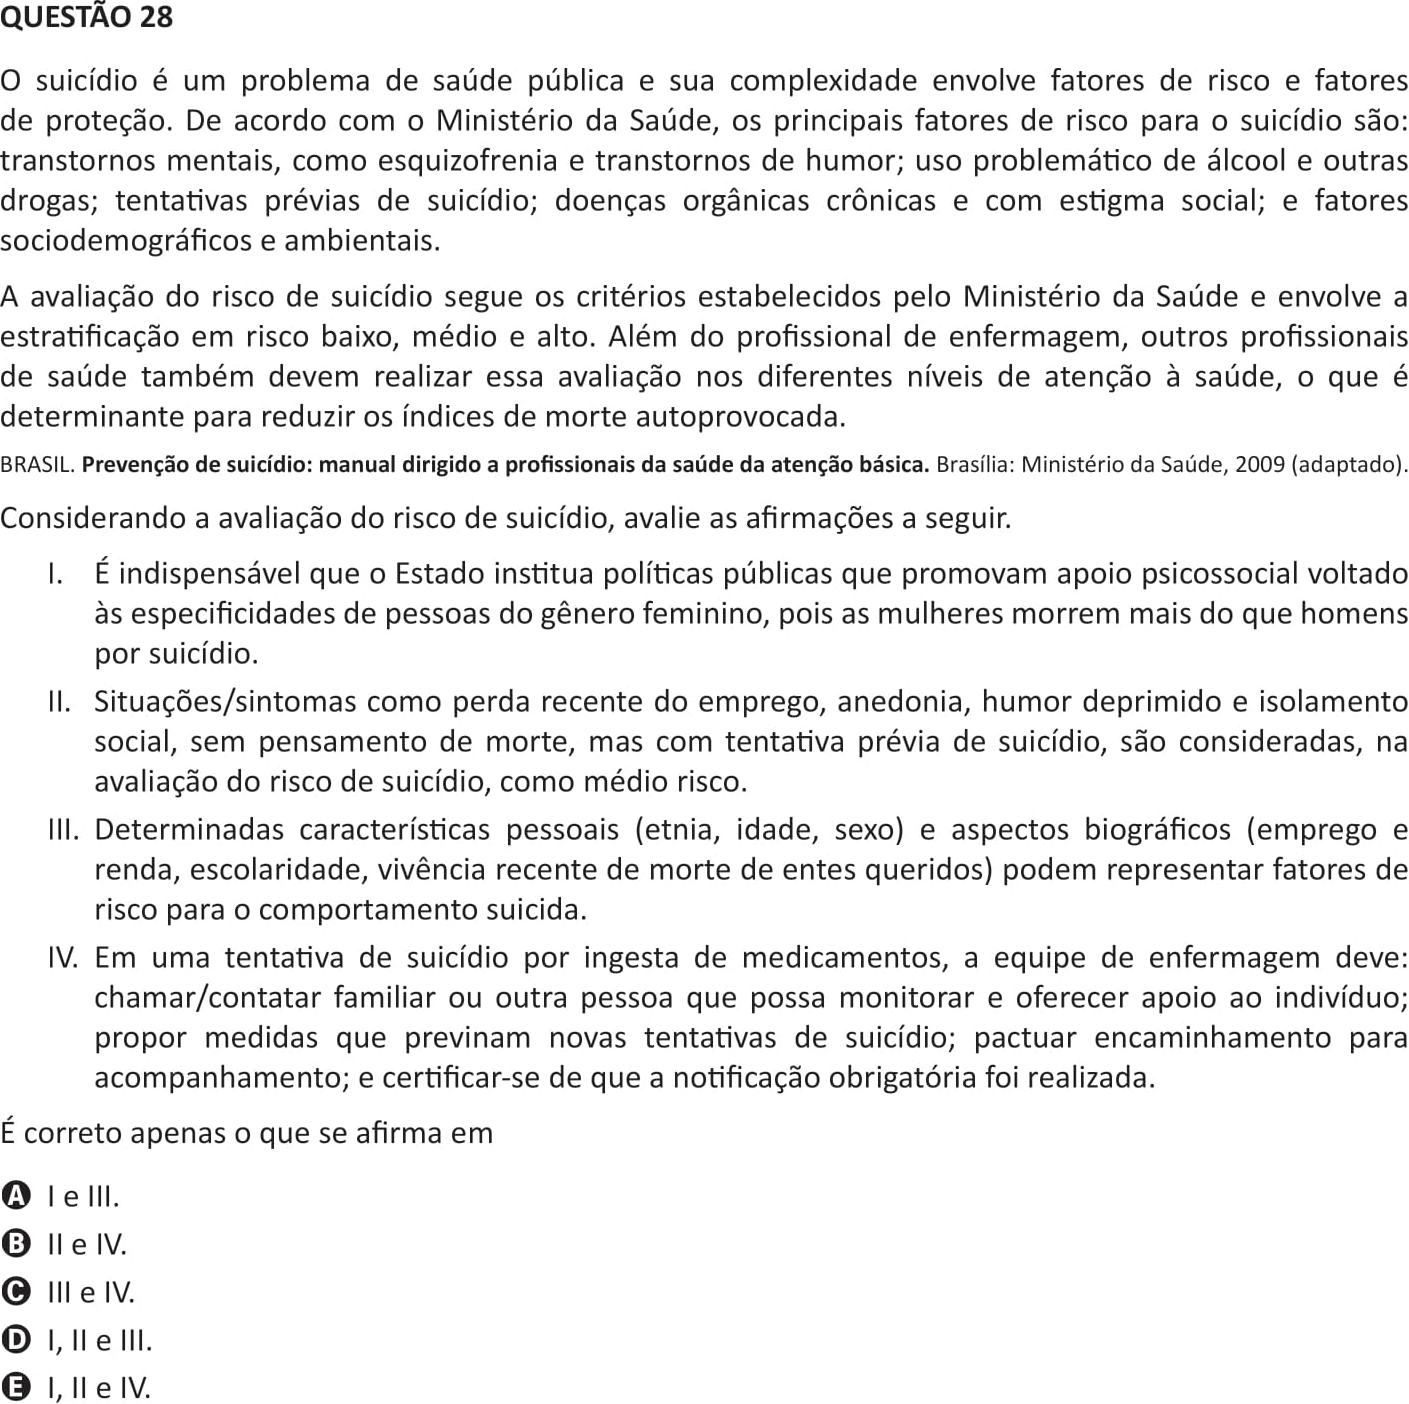 QUESTÃO 28
O suicídio é um problema de saúde pública e sua complexidade envolve fatores de risco e fatores
de proteção. De acordo com o Ministério da Saúde, os principais fatores de risco para o suicídio são:
transtornos mentais, como esquizofrenia e transtornos de humor; uso problemático de álcool e outras
drogas; tentativas prévias de suicídio; doenças orgânicas crônicas e com estigma social; e fatores
sociodemográficos e ambientais.
A avaliação do risco de suicídio segue os critérios estabelecidos pelo Ministério da Saúde e envolve a
estratificação em risco baixo, médio e alto. Além do profissional de enfermagem, outros profissionais
de saúde também devem realizar essa avaliação nos diferentes níveis de atenção à saúde, o que é
determinante para reduzir os índices de morte autoprovocada.
BRASIL. Prevenção de suicídio: manual dirigido a profissionais da saúde da atenção básica. Brasília: Ministério da Saúde, 2009 (adaptado).
Considerando a avaliação do risco de suicídio, avalie as afirmações a seguir.
I. É indispensável que o Estado institua políticas públicas que promovam apoio psicossocial voltado
às especificidades de pessoas do gênero feminino, pois as mulheres morrem mais do que homens
por suicídio.
II. Situações/sintomas como perda recente do emprego, anedonia, humor deprimido e isolamento
social, sem pensamento de morte, mas com tentativa prévia de suicídio, são consideradas, na
avaliação do risco de suicídio, como médio risco.
III. Determinadas características pessoais (etnia, idade, sexo) e aspectos biográficos (emprego e
renda, escolaridade, vivência recente de morte de entes queridos) podem representar fatores de
risco para o comportamento suicida.
IV. Em uma tentativa de suicídio por ingesta de medicamentos, a equipe de enfermagem deve:
chamar/contatar familiar ou outra pessoa que possa monitorar e oferecer apoio ao indivíduo;
propor medidas que previnam novas tentativas de suicídio; pactuar encaminhamento para
acompanhamento; e certificar-se de que a notificação obrigatória foi realizada.
É correto apenas o que se afirma em
A I e III.
B II e IV.
C III e IV.
D I, II e III.
E I, II e IV.